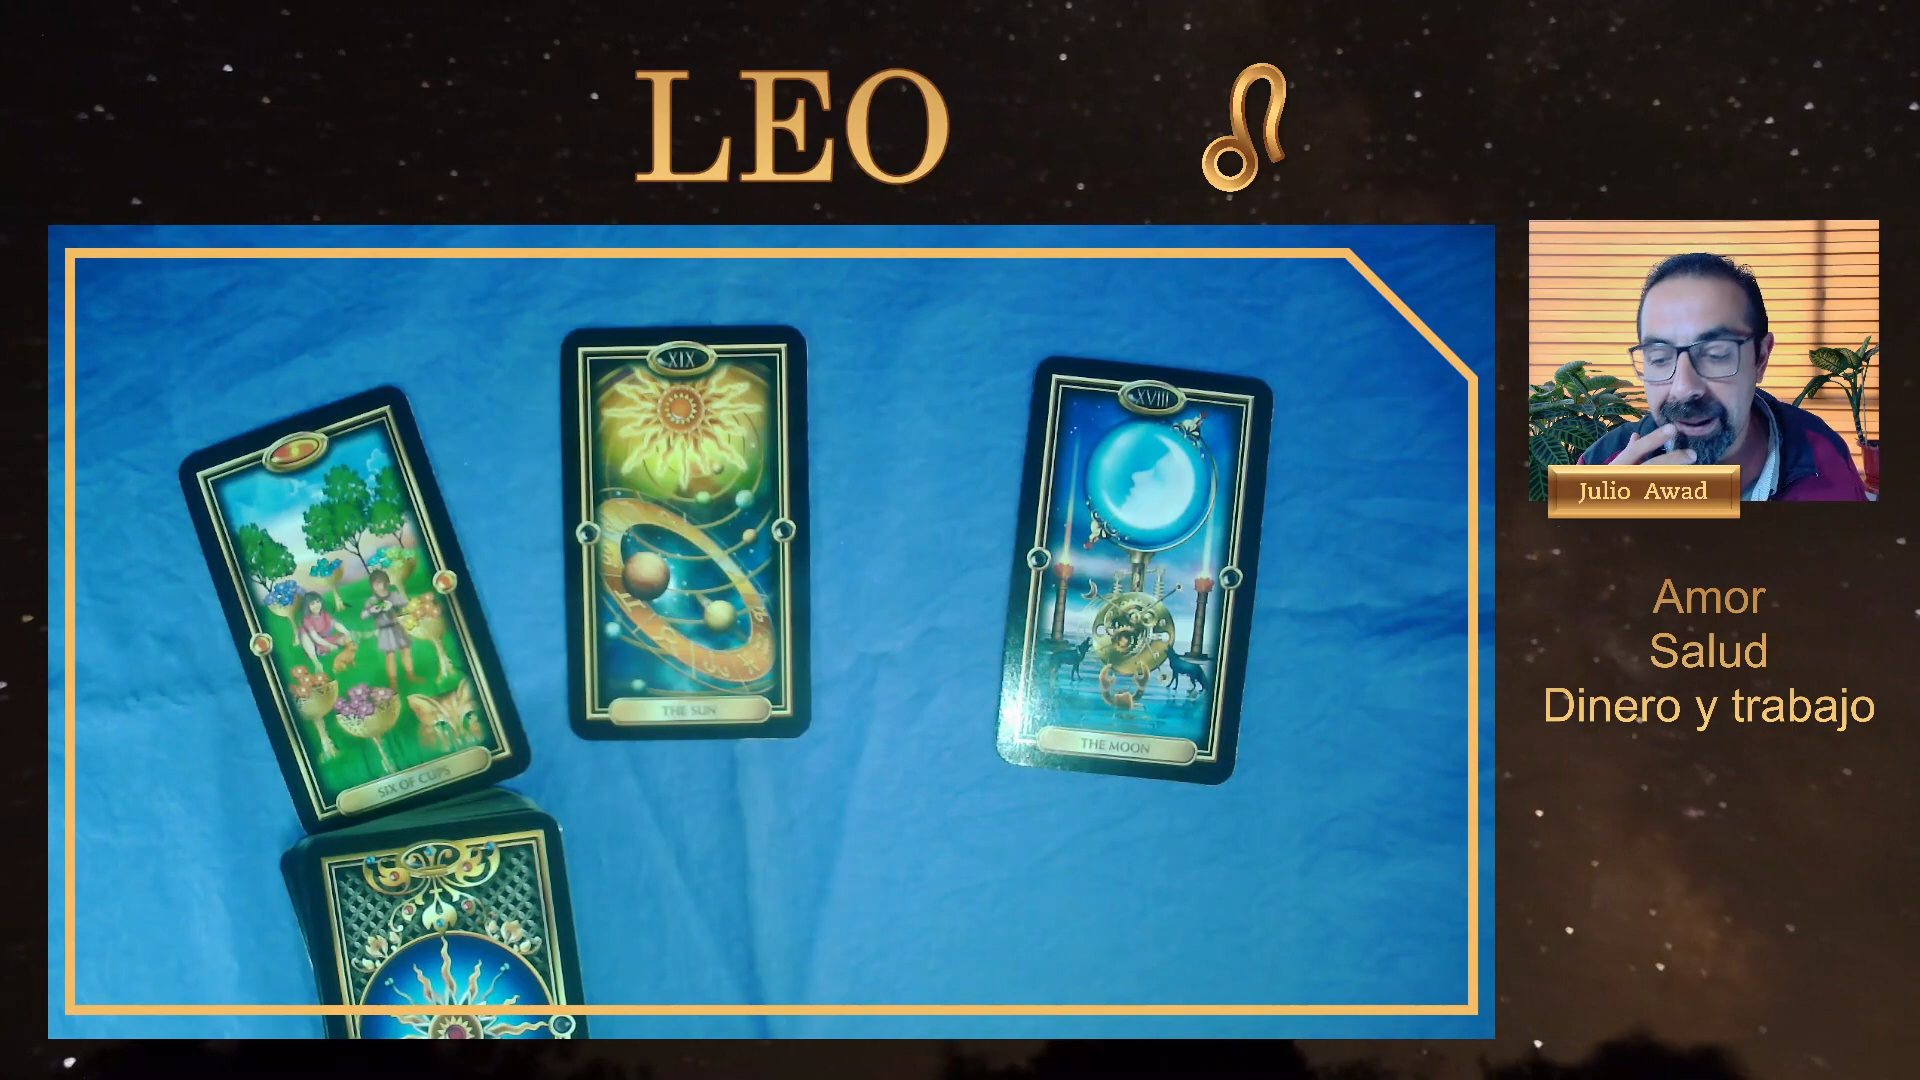 LEO
XIX
XVIII
THE SUN
THE MOON
SIX OF CUPS
Julio Awad
Amor
Salud
Dinero y trabajo